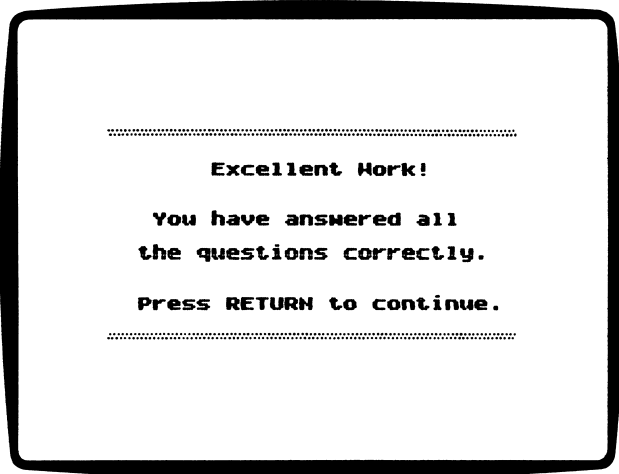 Excellent Work!
You have answered all
the questions correctly.
Press RETURN to continue.